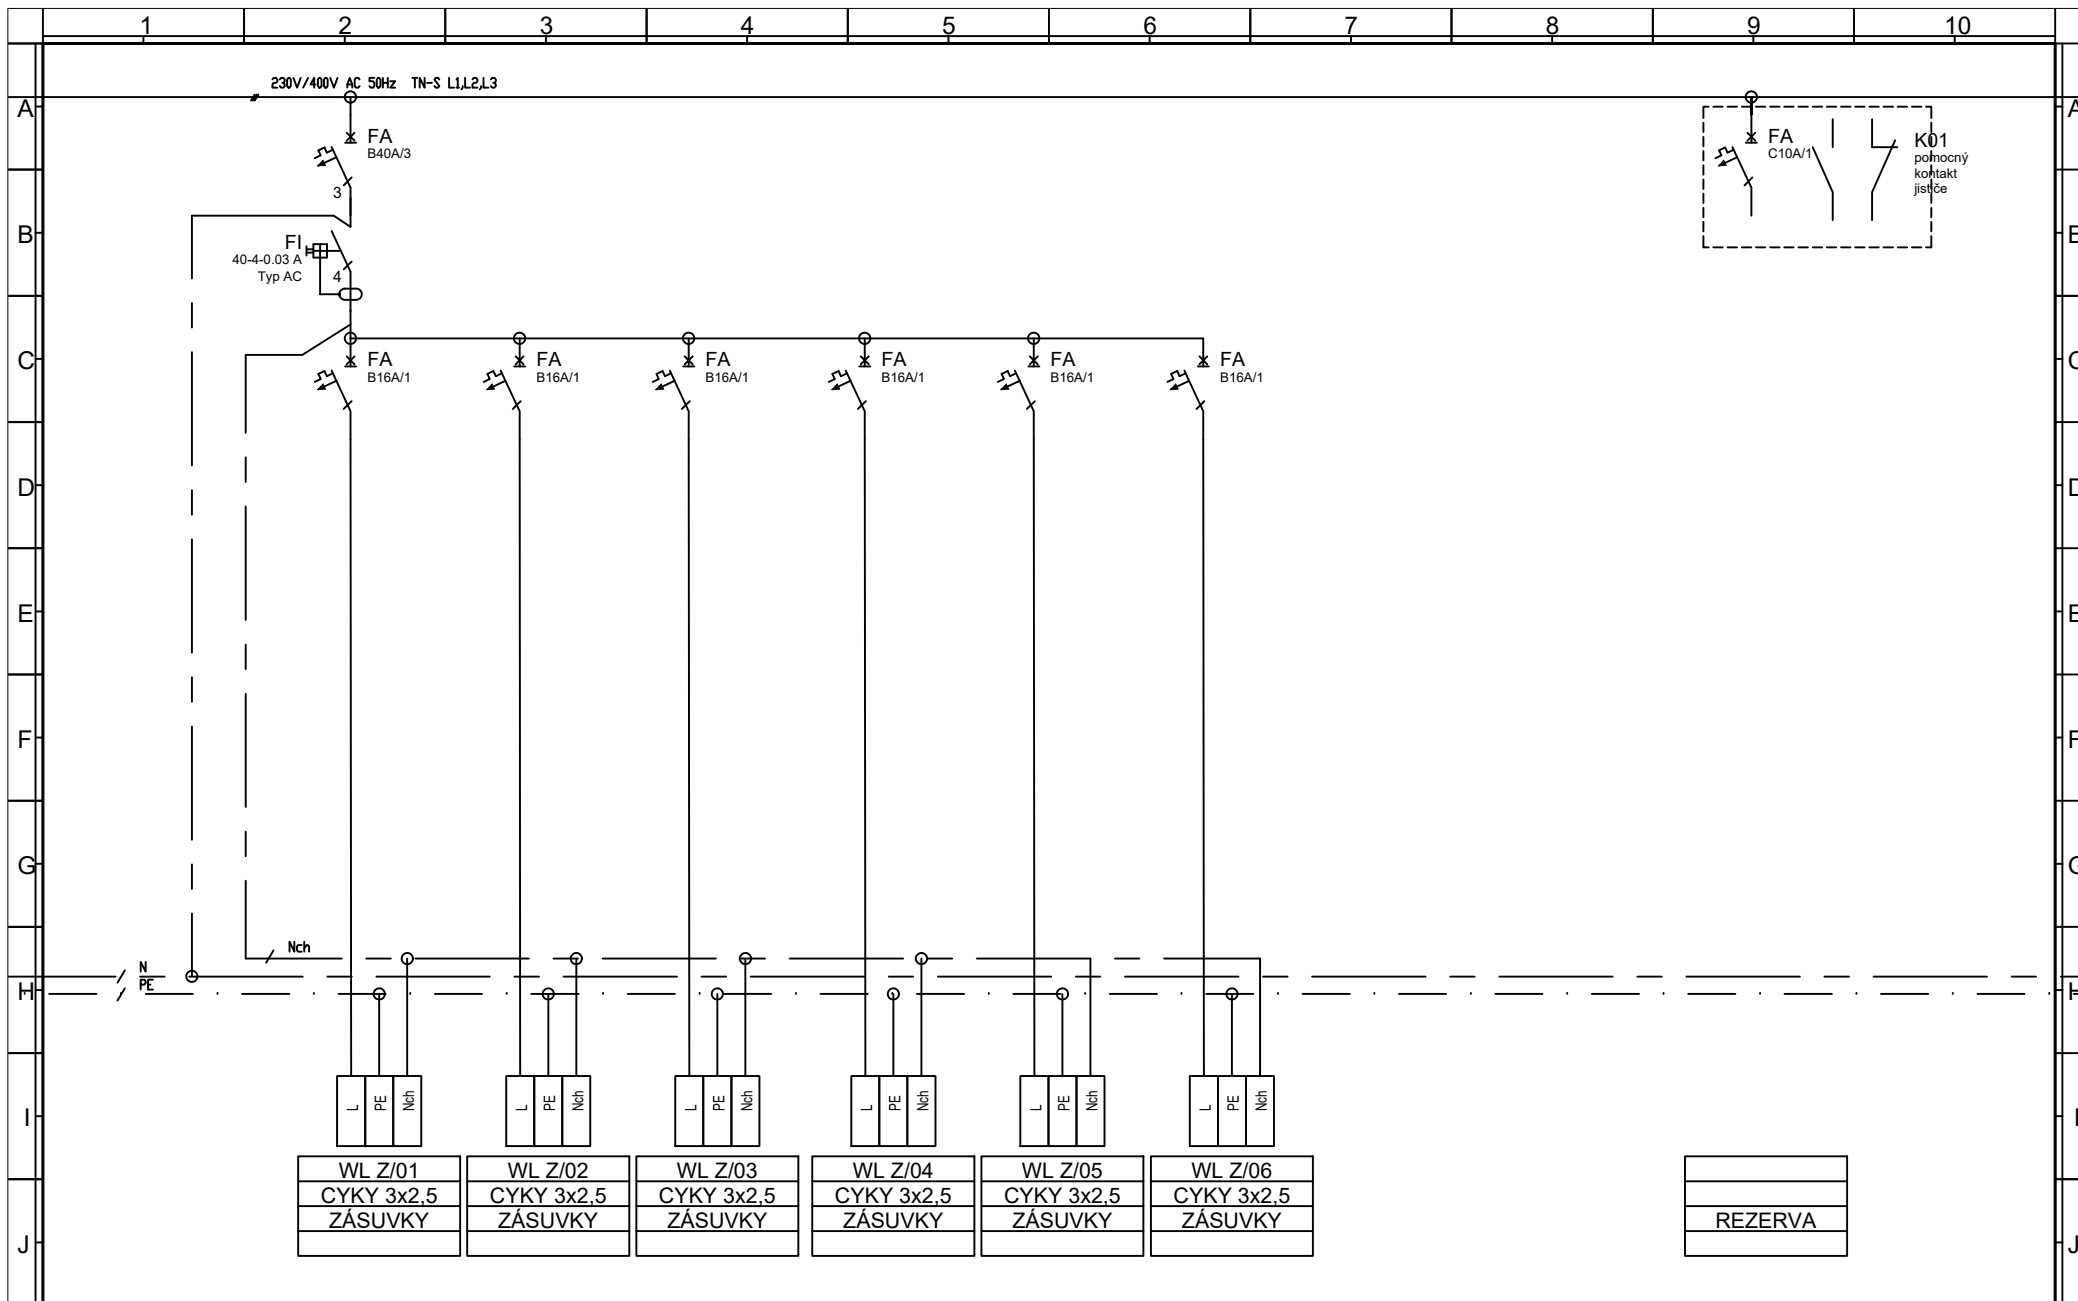 1 2 3 4 5 6 7 8 9 10
230V/400V AC 50Hz TN-S L1,L2,L3
A A
FA
B40A/3
3
FA
C10A/1
K01
pomocný
kontakt
jističe
B B
FI
40-4-0.03 A
Typ AC
4
C C
FA FA FA FA FA FA
B16A/1 B16A/1 B16A/1 B16A/1 B16A/1 B16A/1
D D
E E
F F
G G
Nch
N
PE
H H
L PE Nch L PE Nch L PE Nch L PE Nch L PE Nch L PE Nch
I I
WL Z/01 WL Z/02 WL Z/03 WL Z/04 WL Z/05 WL Z/06
CYKY 3x2,5 CYKY 3x2,5 CYKY 3x2,5 CYKY 3x2,5 CYKY 3x2,5 CYKY 3x2,5
ZÁSUVKY ZÁSUVKY ZÁSUVKY ZÁSUVKY ZÁSUVKY ZÁSUVKY REZERVA
J J